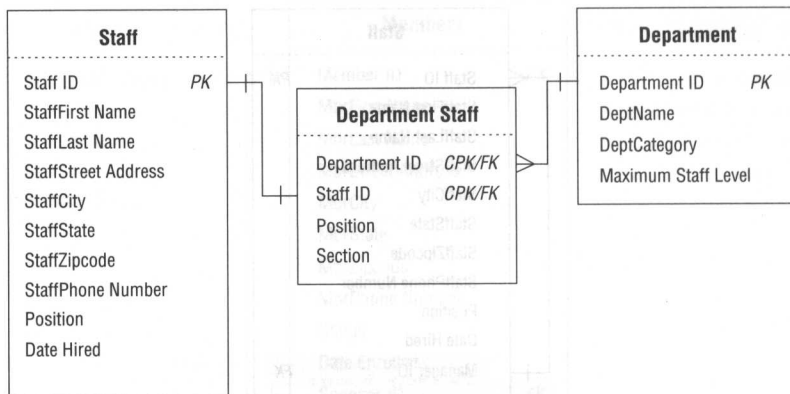 Staff
Staff ID PK
StaffFirst Name
StaffLast Name
StaffStreet Address
StaffCity
StaffState
StaffZipcode
StaffPhone Number
Position
Date Hired
Department Staff
Department ID CPK/FK
Staff ID CPK/FK
Position
Section
Department
Department ID PK
DeptName
DeptCategory
Maximum Staff Level